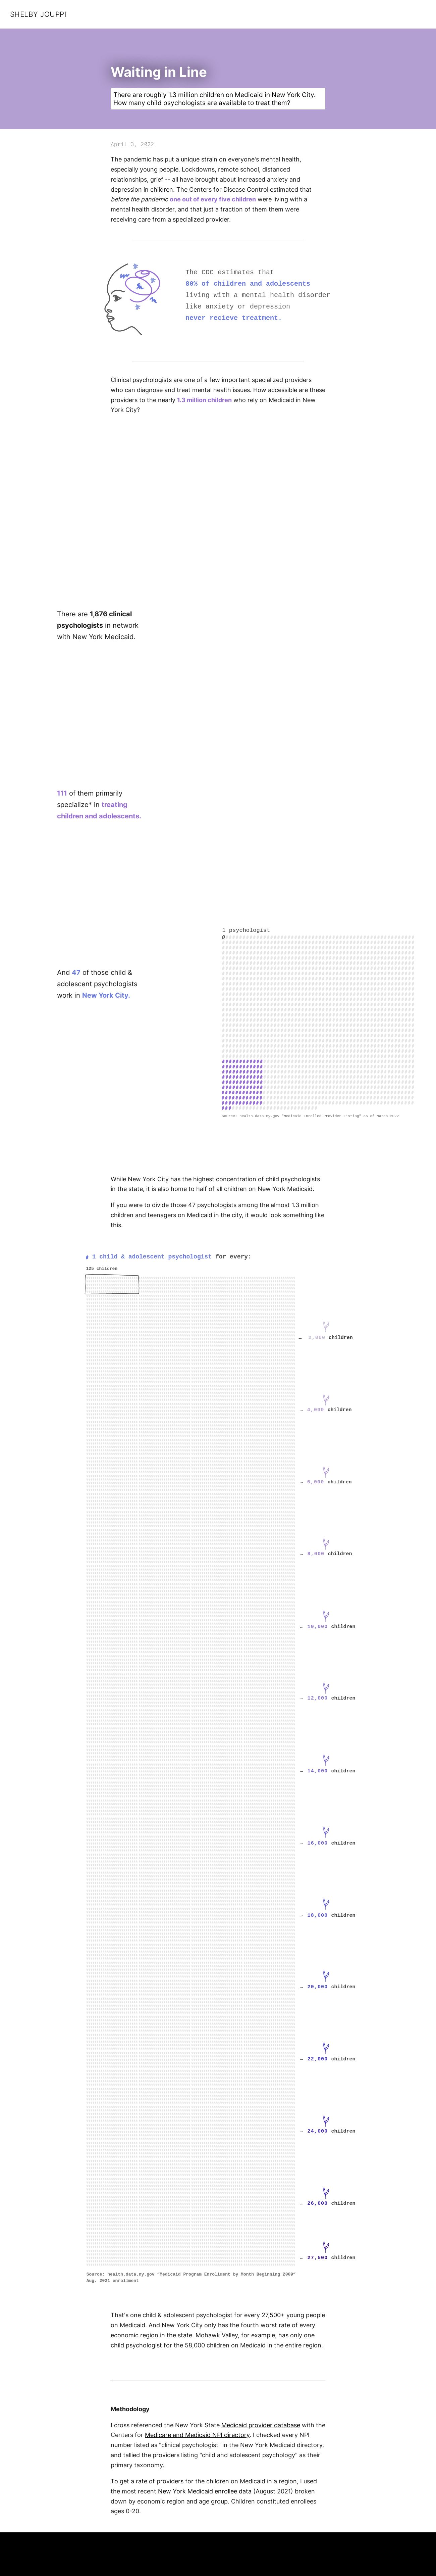 SHELBY JOUPPI
Waiting in Line
There are roughly 1.3 million children on Medicaid in New York City.
How many child psychologists are available to treat them?
April 3, 2022
The pandemic has put a unique strain on everyone's mental health,
especially young people. Lockdowns, remote school, distanced
relationships, grief -- all have brought about increased anxiety and
depression in children. The Centers for Disease Control estimated that
before the pandemic one out of every five children were living with a
mental health disorder, and that just a fraction of them them were
receiving care from a specialized provider.
The CDC estimates that
80% of children and adolescents
living with a mental health disorder
like anxiety or depression
never recieve treatment.
Clinical psychologists are one of a few important specialized providers
who can diagnose and treat mental health issues. How accessible are these
providers to the nearly 1.3 million children who rely on Medicaid in New
York City?
There are 1,876 clinical
psychologists in network
with New York Medicaid.
111 of them primarily
specialize* in treating
children and adolescents.
1 psychologist
And 47 of those child &
adolescent psychologists
work in New York City.
Source: health.data.ny.gov "Medicaid Enrolled Provider Listing" as of March 2022
While New York City has the highest concentration of child psychologists
in the state, it is also home to half of all children on New York Medicaid.
If you were to divide those 47 psychologists among the almost 1.3 million
children and teenagers on Medicaid in the city, it would look something like
this.
1 child & adolescent psychologist for every:
125 children
← 2,000 children
← 4,000 children
← 6,000 children
← 8,000 children
← 10,000 children
← 12,000 children
← 14,000 children
← 16,000 children
← 18,000 children
← 20,000 children
← 22,000 children
← 24,000 children
← 26,000 children
← 27,500 children
Source: health.data.ny.gov "Medicaid Program Enrollment by Month Beginning 2009"
Aug. 2021 enrollment
That's one child & adolescent psychologist for every 27,500+ young people
on Medicaid. And New York City only has the fourth worst rate of every
economic region in the state. Mohawk Valley, for example, has only one
child psychologist for the 58,000 children on Medicaid in the entire region.
Methodology
I cross referenced the New York State Medicaid provider database with the
Centers for Medicare and Medicaid NPI directory. I checked every NPI
number listed as "clinical psychologist" in the New York Medicaid directory,
and tallied the providers listing "child and adolescent psychology" as their
primary taxonomy.
To get a rate of providers for the children on Medicaid in a region, I used
the most recent New York Medicaid enrollee data (August 2021) broken
down by economic region and age group. Children constituted enrollees
ages 0-20.